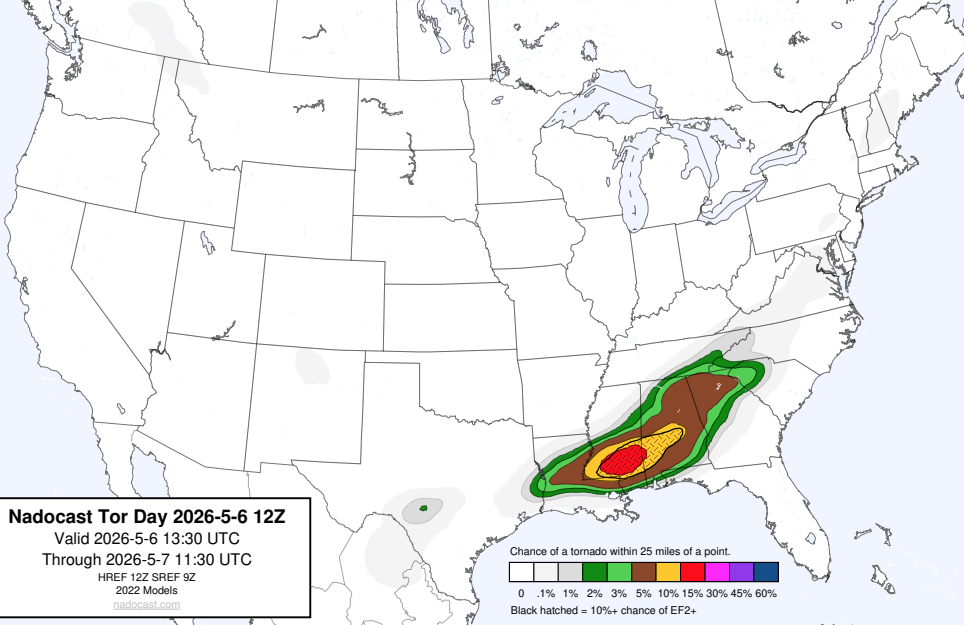 Nadocast Tor Day 2026-5-6 12Z
Valid 2026-5-6 13:30 UTC
Through 2026-5-7 11:30 UTC
HREF 12Z SREF 9Z
2022 Models
nadocast.com
Chance of a tornado within 25 miles of a point.
0 .1% 1% 2% 3% 5% 10% 15% 30% 45% 60%
Black hatched = 10%+ chance of EF2+